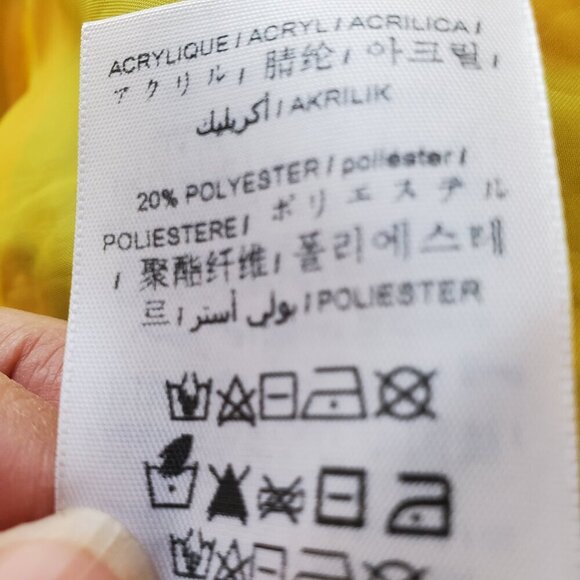 ACRYLIQUE / ACRYL / ACRILICA /
アクリル / 腈纶 / 아크릴 /
أكريليك / AKRILIK
20% POLYESTER / poliéster /
POLIESTERE / ポリエステル
/ 聚酯纤维 / 폴리에스테
르 / بولي أستر / POLIESTER